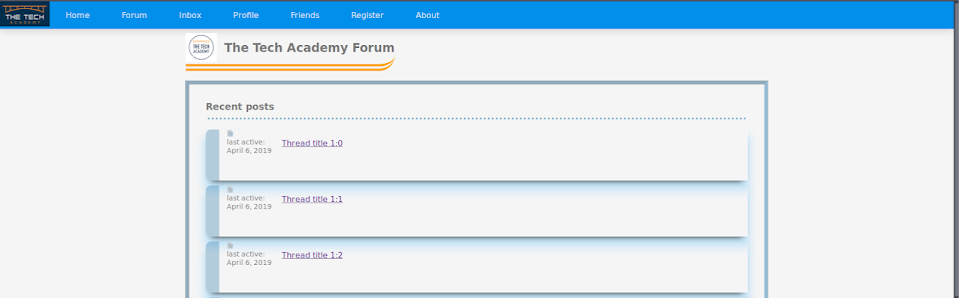 THE TECH
ACADEMY
Home Forum Inbox Profile Friends Register About
THE TECH
ACADEMY
The Tech Academy Forum
Recent posts
last active:
April 6, 2019
Thread title 1:0
last active:
April 6, 2019
Thread title 1:1
last active:
April 6, 2019
Thread title 1:2